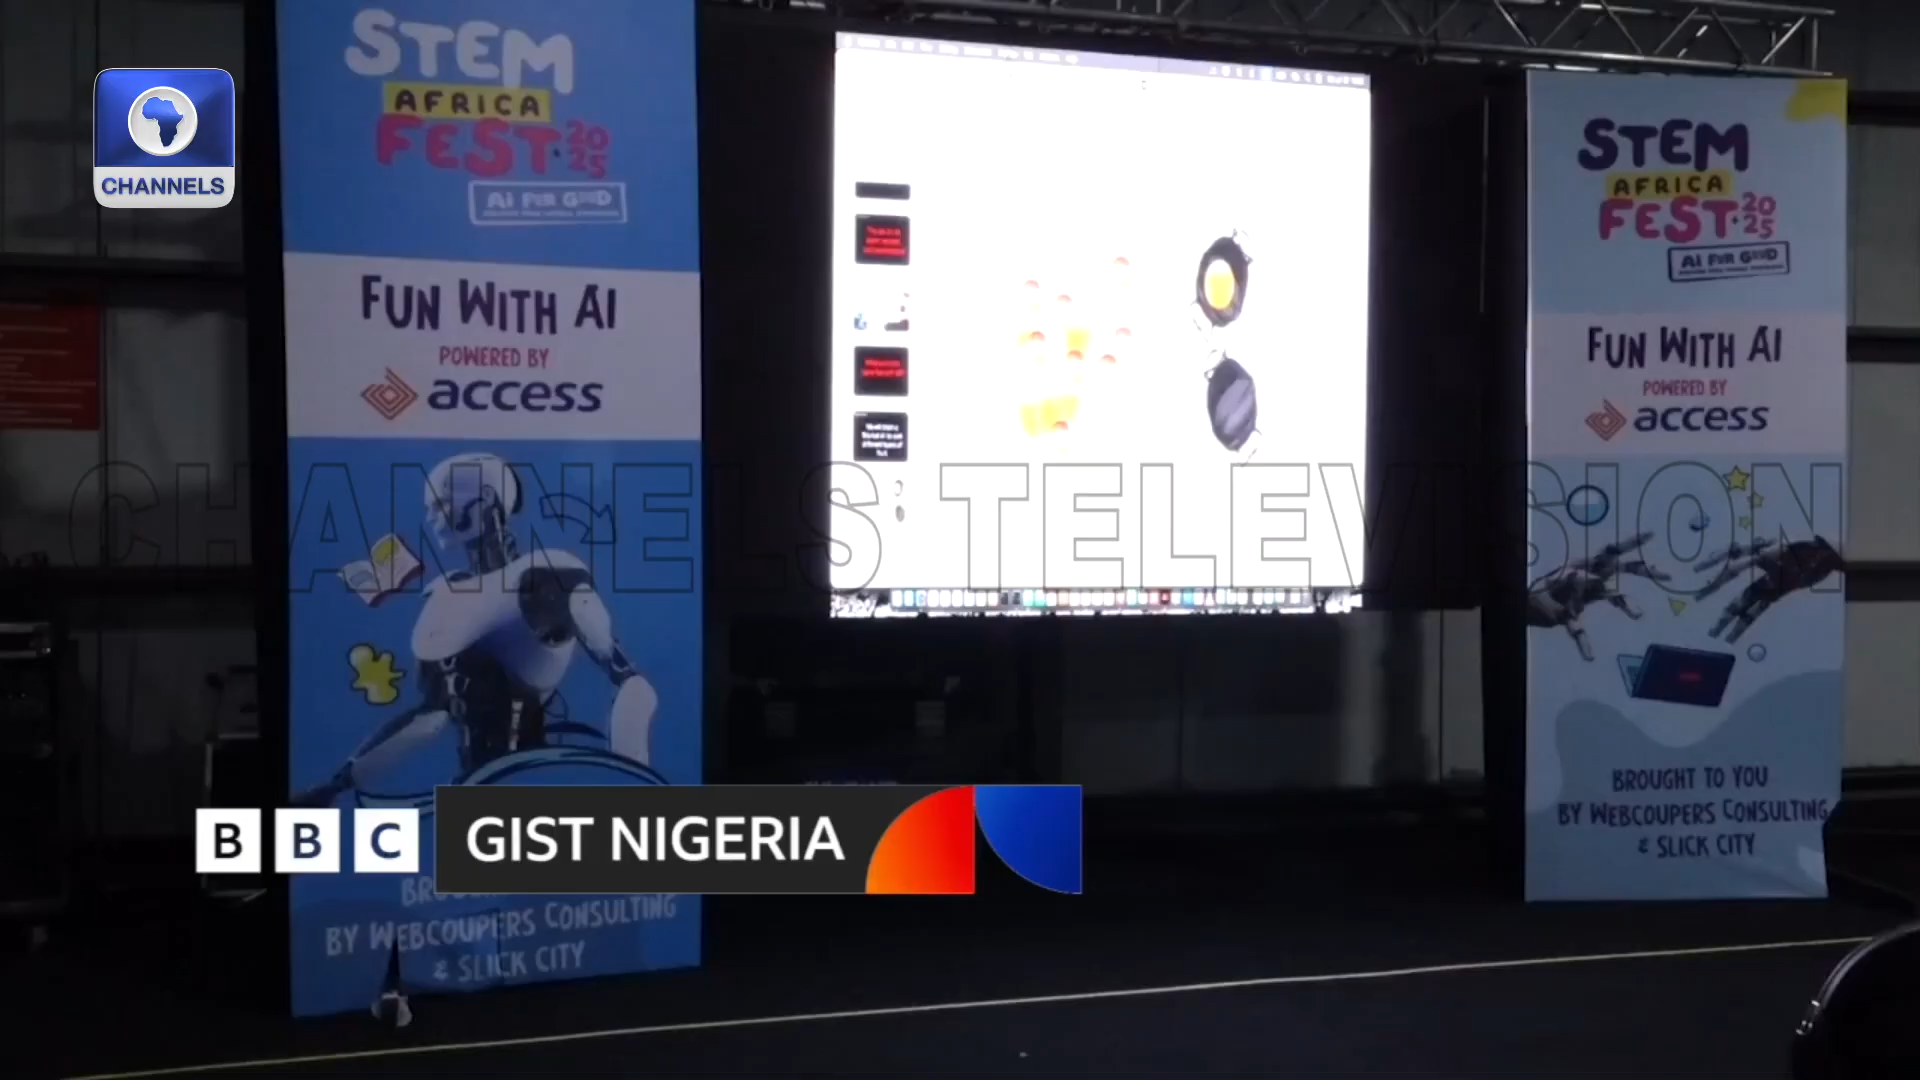 CHANNELS
STEM
AFRICA
FEST
2025
AI FOR GOOD
FUN WITH AI
POWERED BY
access
CHANNELS TELEVISION
BBC GIST NIGERIA
BY WEBCOUPERS CONSULTING
& SLICK CITY
STEM
AFRICA
FEST
2025
AI FOR GOOD
FUN WITH AI
POWERED BY
access
BROUGHT TO YOU
BY WEBCOUPERS CONSULTING
& SLICK CITY